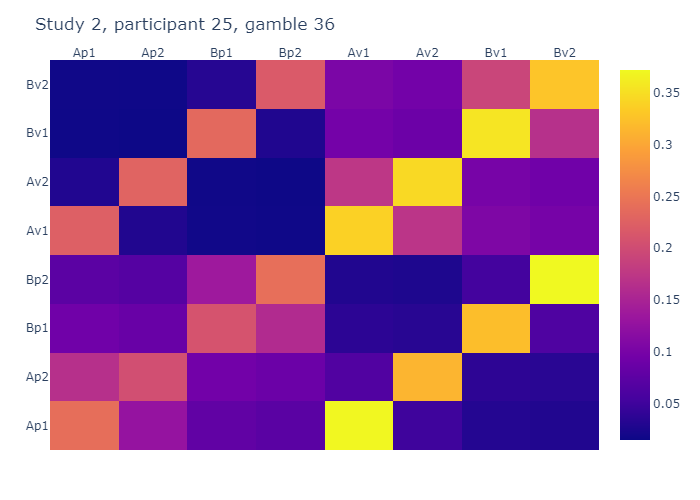 Study 2, participant 25, gamble 36
Ap1 Ap2 Bp1 Bp2 Av1 Av2 Bv1 Bv2
Bv2
Bv1
Av2
Av1
Bp2
Bp1
Ap2
Ap1
0.35
0.3
0.25
0.2
0.15
0.1
0.05